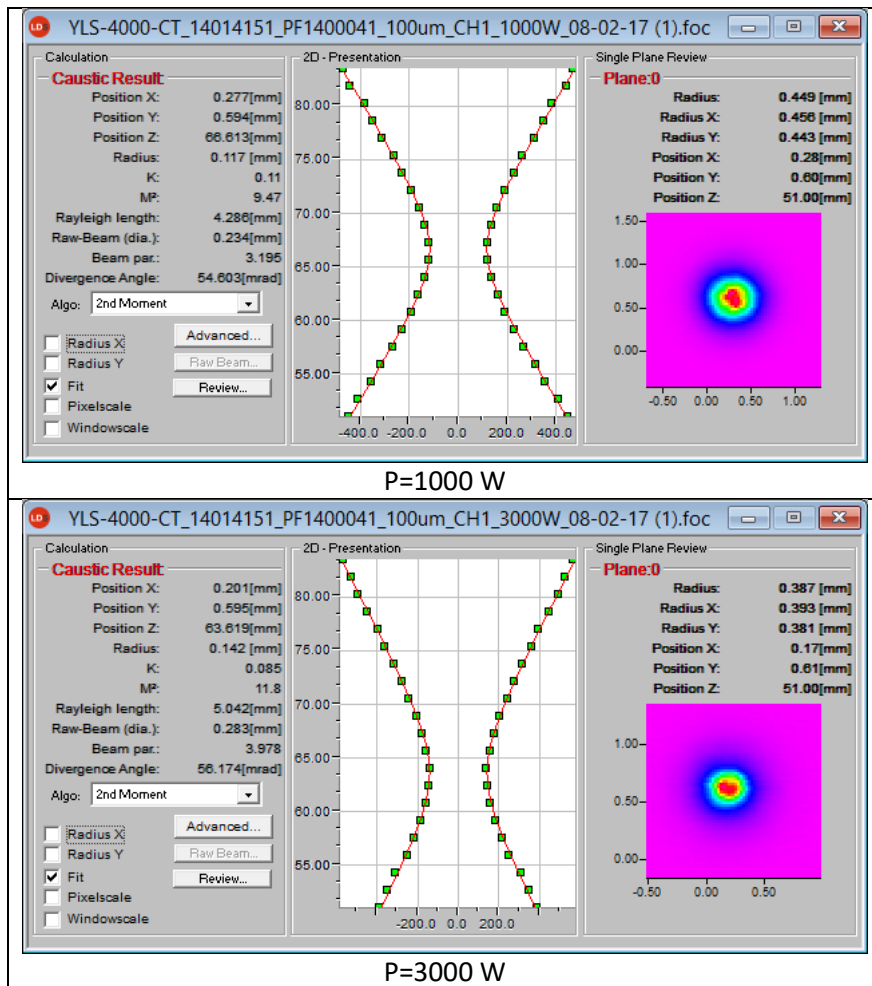 LDS YLS-4000-CT_14014151_PF1400041_100um_CH1_1000W_08-02-17 (1).foc
Calculation
Caustic Result:
Position X: 0.277[mm]
Position Y: 0.594[mm]
Position Z: 66.613[mm]
Radius: 0.117 [mm]
K: 0.11
M²: 9.47
Rayleigh length: 4.286[mm]
Raw-Beam (dia.): 0.234[mm]
Beam par.: 3.195
Divergence Angle: 54.603[mrad]
Algo: 2nd Moment
Radius X
Radius Y
Fit
Pixelscale
Windowscale
Advanced...
Raw Beam...
Review...
2D - Presentation
80.00
75.00
70.00
65.00
60.00
55.00
-400.0 -200.0 0.0 200.0 400.0
Single Plane Review
Plane:0
Radius: 0.449 [mm]
Radius X: 0.456 [mm]
Radius Y: 0.443 [mm]
Position X: 0.28[mm]
Position Y: 0.60[mm]
Position Z: 51.00[mm]
1.50
1.00
0.50
0.00
-0.50 0.00 0.50 1.00
P=1000 W
LDS YLS-4000-CT_14014151_PF1400041_100um_CH1_3000W_08-02-17 (1).foc
Calculation
Caustic Result:
Position X: 0.201[mm]
Position Y: 0.595[mm]
Position Z: 63.619[mm]
Radius: 0.142 [mm]
K: 0.085
M²: 11.8
Rayleigh length: 5.042[mm]
Raw-Beam (dia.): 0.283[mm]
Beam par.: 3.978
Divergence Angle: 56.174[mrad]
Algo: 2nd Moment
Radius X
Radius Y
Fit
Pixelscale
Windowscale
Advanced...
Raw Beam...
Review...
2D - Presentation
80.00
75.00
70.00
65.00
60.00
55.00
-200.0 0.0 200.0
Single Plane Review
Plane:0
Radius: 0.387 [mm]
Radius X: 0.393 [mm]
Radius Y: 0.381 [mm]
Position X: 0.17[mm]
Position Y: 0.61[mm]
Position Z: 51.00[mm]
1.00
0.50
0.00
-0.50 0.00 0.50
P=3000 W